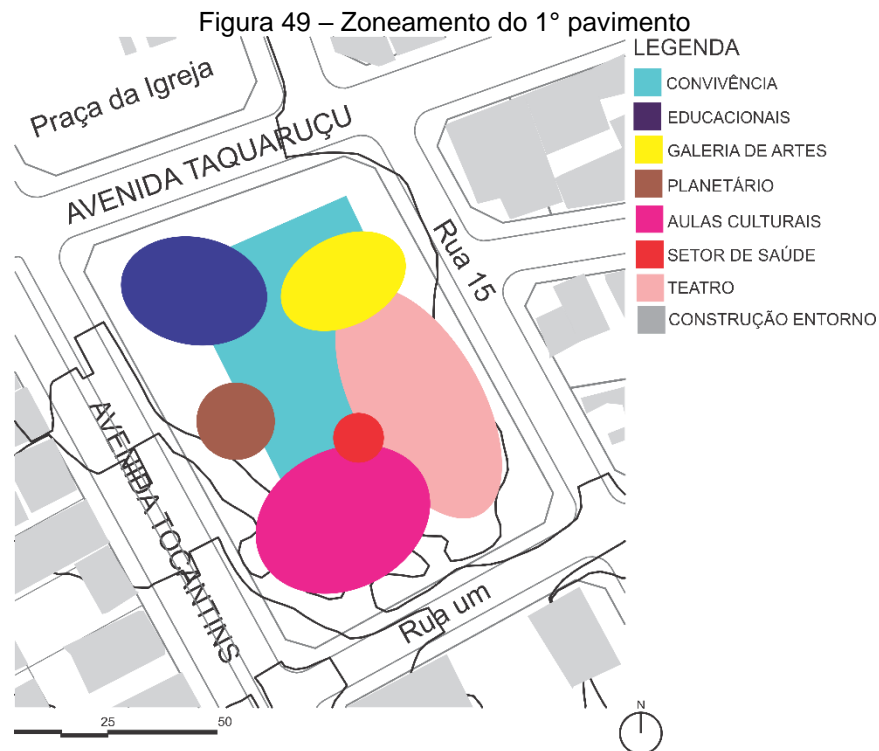 Figura 49 – Zoneamento do 1° pavimento
LEGENDA
CONVIVÊNCIA
EDUCACIONAIS
GALERIA DE ARTES
PLANETÁRIO
AULAS CULTURAIS
SETOR DE SAÚDE
TEATRO
CONSTRUÇÃO ENTORNO
Praça da Igreja
AVENIDA TAQUARUÇU
Rua 15
AVENIDA TOCANTINS
Rua um
25
50
N